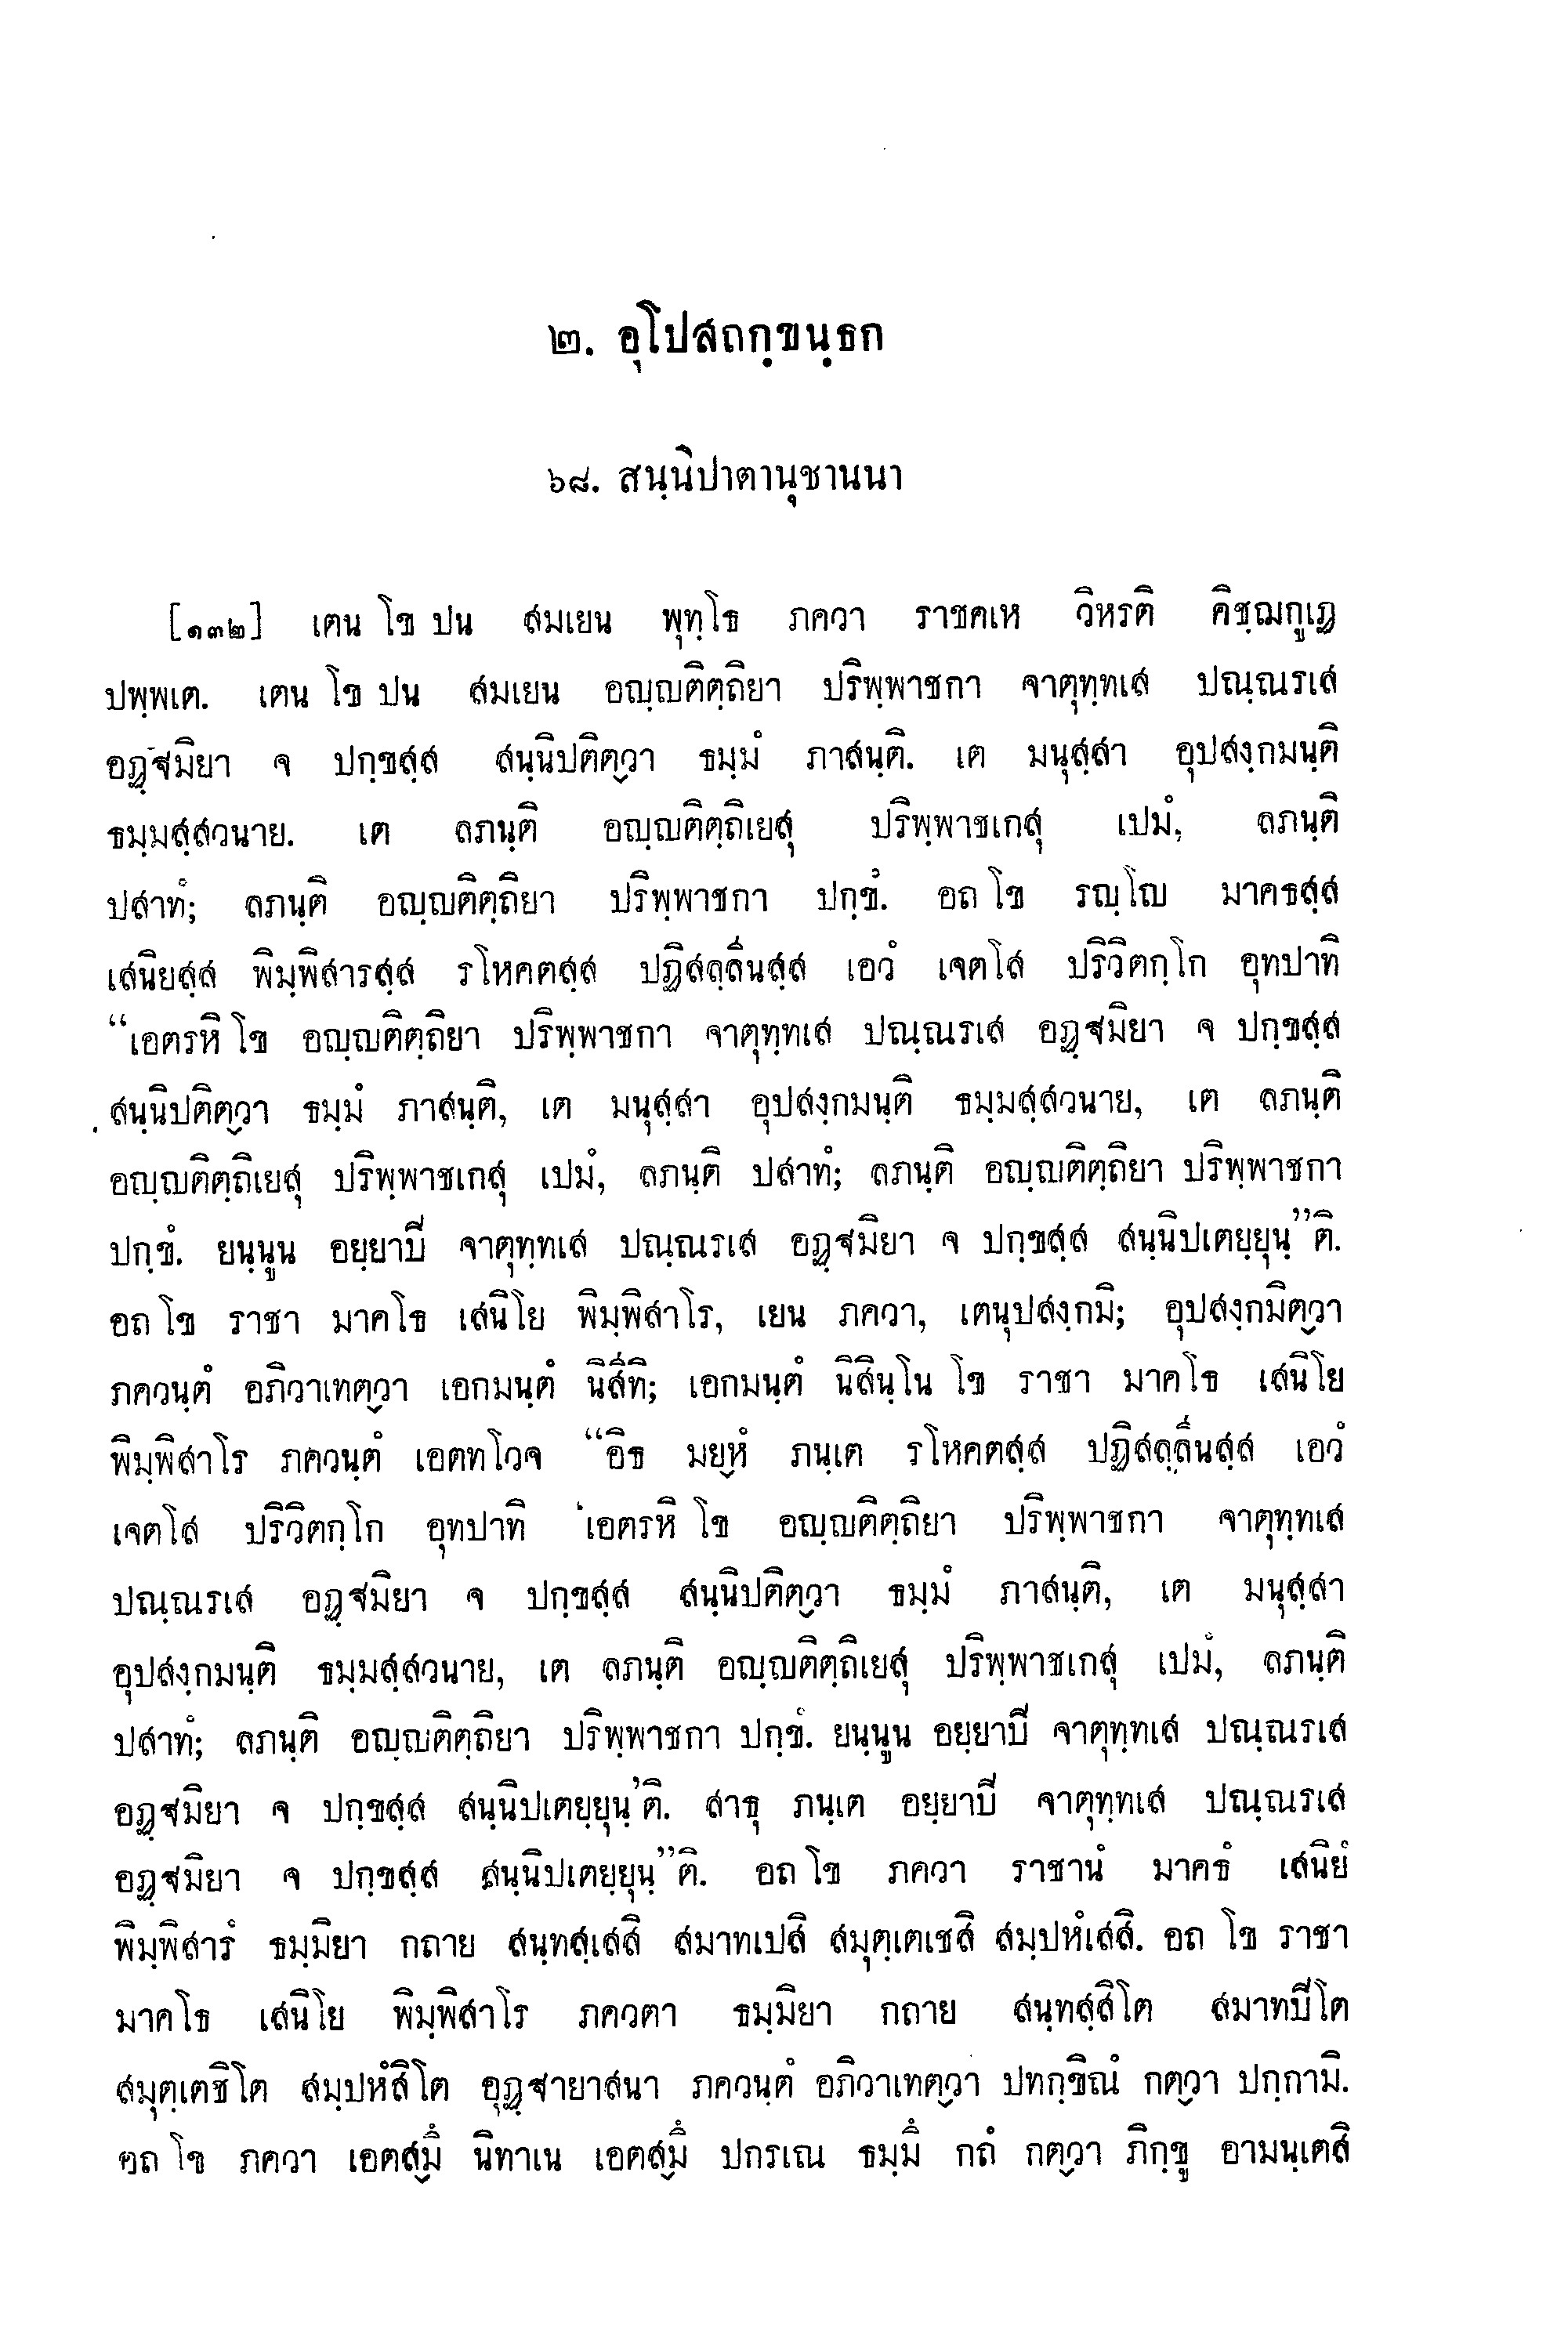 ๒. อุโปสถกฺขนฺธก
๖๘. สนฺนิปาตานุชานนา
[๑๓๒] เตน โข ปน สมเยน พุทฺโธ ภควา ราชคเห วิหรติ คิชฺฌกูเฏ
ปพฺพเต. เตน โข ปน สมเยน อญฺญติตฺถิยา ปริพฺพาชกา จาตุทฺทเส ปณฺณรเส
อฏฺฐมิยา จ ปกฺขสฺส สนฺนิปติตฺวา ธมฺมํ ภาสนฺติ. เต มนุสฺสา อุปสงฺกมนฺติ
ธมฺมสฺสวนาย. เต ลภนฺติ อญฺญติตฺถิเยสุ ปริพฺพาชเกสุ เปมํ, ลภนฺติ
ปสาทํ; ลภนฺติ อญฺญติตฺถิยา ปริพฺพาชกา ปกฺขํ. อถ โข รญฺโญ มาคธสฺส
เสนิยสฺส พิมฺพิสารสฺส รโหคตสฺส ปฏิสลฺลีนสฺส เอวํ เจตโส ปริวิตกฺโก อุทปาทิ
“เอตรหิ โข อญฺญติตฺถิยา ปริพฺพาชกา จาตุทฺทเส ปณฺณรเส อฏฺฐมิยา จ ปกฺขสฺส
สนฺนิปติตฺวา ธมฺมํ ภาสนฺติ, เต มนุสฺสา อุปสงฺกมนฺติ ธมฺมสฺสวนาย, เต ลภนฺติ
อญฺญติตฺถิเยสุ ปริพฺพาชเกสุ เปมํ, ลภนฺติ ปสาทํ; ลภนฺติ อญฺญติตฺถิยา ปริพฺพาชกา
ปกฺขํ. ยนฺนูน อยฺยาปิ จาตุทฺทเส ปณฺณรเส อฏฺฐมิยา จ ปกฺขสฺส สนฺนิปเตยฺยุนฺ”ติ.
อถ โข ราชา มาคโธ เสนิโย พิมฺพิสาโร, เยน ภควา, เตนุปสงฺกมิ; อุปสงฺกมิตฺวา
ภควนฺตํ อภิวาเทตฺวา เอกมนฺตํ นิสีทิ; เอกมนฺตํ นิสินฺโน โข ราชา มาคโธ เสนิโย
พิมฺพิสาโร ภควนฺตํ เอตทโวจ “อิธ มยฺหํ ภนฺเต รโหคตสฺส ปฏิสลฺลีนสฺส เอวํ
เจตโส ปริวิตกฺโก อุทปาทิ ‘เอตรหิ โข อญฺญติตฺถิยา ปริพฺพาชกา จาตุทฺทเส
ปณฺณรเส อฏฺฐมิยา จ ปกฺขสฺส สนฺนิปติตฺวา ธมฺมํ ภาสนฺติ, เต มนุสฺสา
อุปสงฺกมนฺติ ธมฺมสฺสวนาย, เต ลภนฺติ อญฺญติตฺถิเยสุ ปริพฺพาชเกสุ เปมํ, ลภนฺติ
ปสาทํ; ลภนฺติ อญฺญติตฺถิยา ปริพฺพาชกา ปกฺขํ. ยนฺนูน อยฺยาปิ จาตุทฺทเส ปณฺณรเส
อฏฺฐมิยา จ ปกฺขสฺส สนฺนิปเตยฺยุนฺ’ติ. สาธุ ภนฺเต อยฺยาปิ จาตุทฺทเส ปณฺณรเส
อฏฺฐมิยา จ ปกฺขสฺส สนฺนิปเตยฺยุนฺ”ติ. อถ โข ภควา ราชานํ มาคธํ เสนิยํ
พิมฺพิสารํ ธมฺมิยา กถาย สนฺทสฺเสสิ สมาทเปสิ สมุตฺเตเชสิ สมฺปหํเสสิ. อถ โข ราชา
มาคโธ เสนิโย พิมฺพิสาโร ภควตา ธมฺมิยา กถาย สนฺทสฺสิโต สมาทปิโต
สมุตฺเตชิโต สมฺปหํสิโต อุฏฺฐายาสนา ภควนฺตํ อภิวาเทตฺวา ปทกฺขิณํ กตฺวา ปกฺกามิ.
อถ โข ภควา เอตสฺมึ นิทาเน เอตสฺมึ ปกรเณ ธมฺมึ กถํ กตฺวา ภิกฺขู อามนฺเตสิ